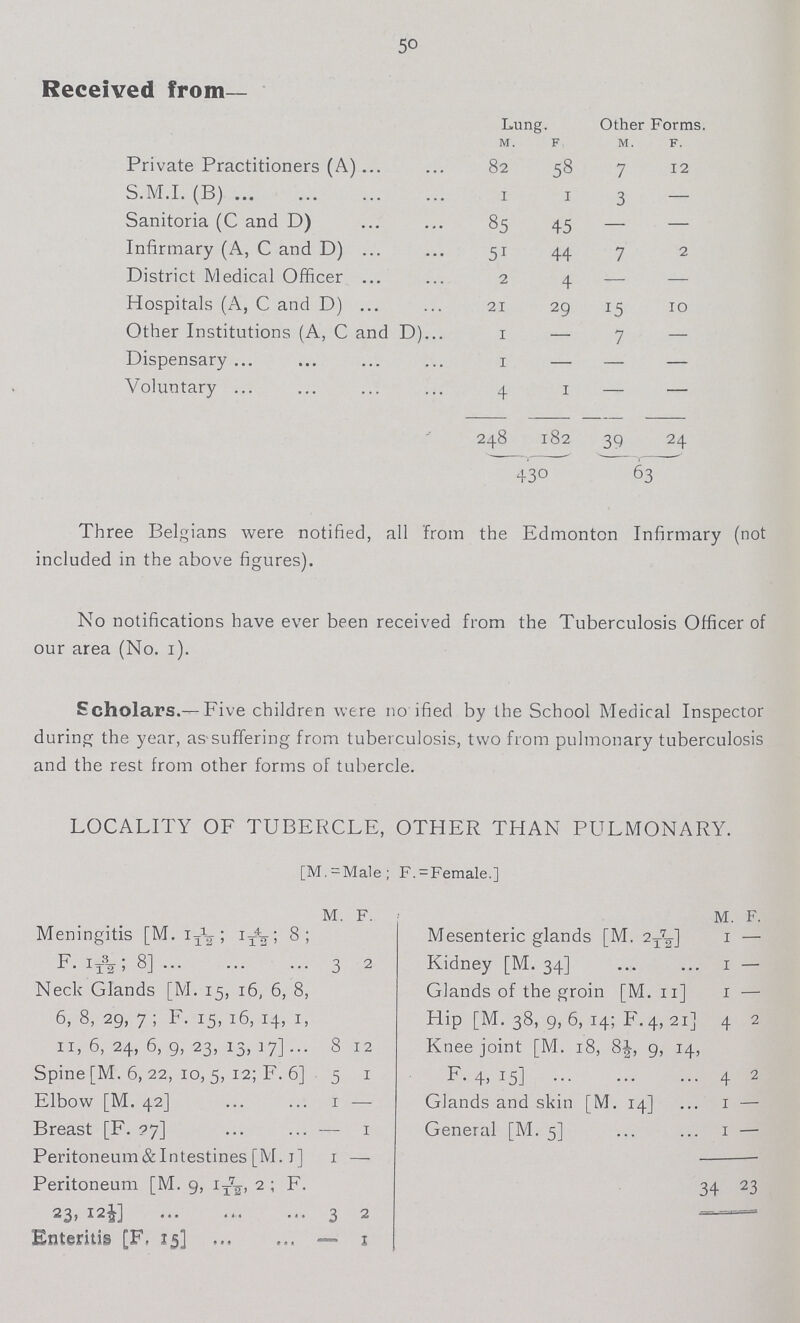 50
Received from—
Lung. Other Forms.
M. F. M. F.
Private Practitioners (A) ... ... 82 58 7 12
S.M.I. (B) ... ... ... ... 1 1 3 —
Sanitoria (C and D) ... ... 85 45 — —
Infirmary (A, C and D) ... ... 51 44 7 2
District Medical Officer ... ... 2 4 — —
Hospitals (A, C and D) ... ... 21 29 15 10
Other Institutions (A, C and D)... 1 — 7 —
Dispensary ... ... ... ... 1 — — —
Voluntary ... ... ... ... 4 1 — —
248 182 39 24
430 63
Three Belgians were notified, all from the Edmonton Infirmary (not
included in the above figures).
No notifications have ever been received from the Tuberculosis Officer of
our area (No. 1).
Scholars.—Five children were no ified by the School Medical Inspector
during the year, as suffering from tuberculosis, two from pulmonary tuberculosis
and the rest from other forms of tubercle.
LOCALITY OF TUBERCLE, OTHER THAN PULMONARY.
[M.=Male; F.=Female.]
M. F.
Meningitis [M. 1 1/12; 1 4/12; 8;
F. 1 3/12; 8] ... ... ... 3 2
Neck Glands [M. 15, 16, 6, 8,
6, 8, 29, 7; F. 15, 16, 14, 1,
11, 6, 24, 6, 9, 23, 13, 17] ... 8 12
Spine [M. 6, 22, 10, 5, 12; F. 6] 5 1
Elbow [M. 42] ... ... 1 —
Breast [F. 27] ... ... — 1
Peritoneum & Intestines [M. 1] 1 —
Peritoneum [M. 9, 1 7/12, 2; F.
23, 12½] ... ... ... 3 2
Enteritis [F. 15] ... ... — 1
M. F.
Mesenteric glands [M. 2 7/12] 1 —
Kidney [M. 34] ... ... 1 —
Glands of the groin [M. 11] 1 —
Hip [M. 38, 9, 6, 14; F. 4, 21] 4 2
Knee joint [M. 18, 8½, 9, 14,
F. 4, 15] ... ... ... 4 2
Glands and skin [M. 14] ... 1 —
General [M. 5] ... ... 1 —
34 23